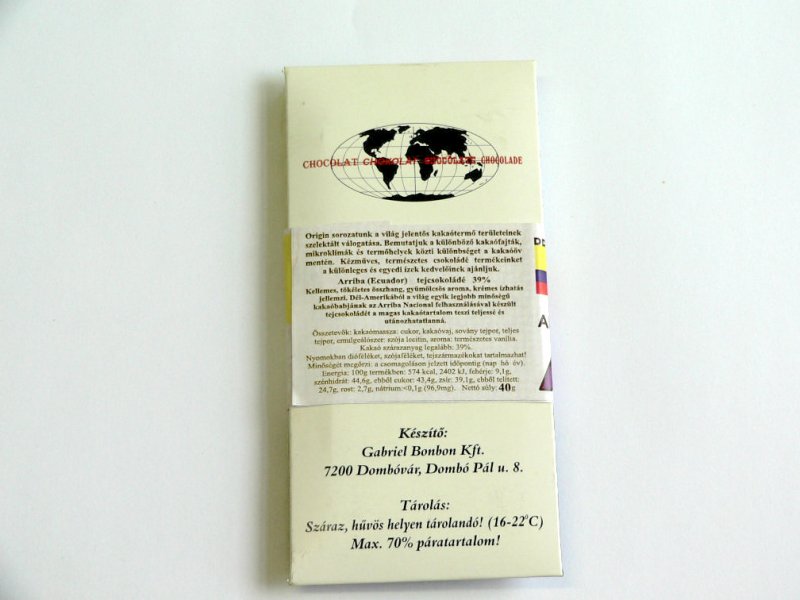 CHOCOLAT CHOKOLAT CHOCOLATE CHOCOLADE
Origin sorozatunk a világ jelentős kakaótermő területeinek
szelektált válogatása. Bemutatjuk a különböző kakaófajták,
mikroklímák és termőhelyek közti különbséget a kakaóöv
mentén. Kézműves, természetes csokoládé termékeinket
a különleges és egyedi ízek kedvelőinek ajánljuk.
Arriba (Ecuador) tejcsokoládé 39%
Kellemes, tökéletes összhang, gyümölcsös aroma, krémes ízhatás
jellemzi. Dél-Amerikából a világ egyik legjobb minőségű
kakaóbabjának az Arriba Nacional felhasználásával készült
tejcsokoládét a magas kakaótartalom teszi teljessé és
utánozhatatlanná.
Összetevők: kakaómassza: cukor, kakaóvaj, sovány tejpor, teljes
tejpor, emulgeálószer: szója lecitin, aroma: természetes vanília.
Kakaó szárazanyag legalább: 39%.
Nyomokban dióféléket, szójaféléket, tejszármazékokat tartalmazhat!
Minőségét megőrzi: a csomagoláson jelzett időpontig (nap hó év).
Energia: 100g termékben: 574 kcal, 2402 kJ, fehérje: 9,1g,
szénhidrát: 44,6g, ebből cukor: 43,4g, zsír: 39,1g, ebből telített:
24,7g, rost: 2,7g, nátrium:<0,1g (96,9mg). Nettó súly: 40g
Készítő:
Gabriel Bonbon Kft.
7200 Dombóvár, Dombó Pál u. 8.
Tárolás:
Száraz, hűvös helyen tárolandó! (16-22°C)
Max. 70% páratartalom!